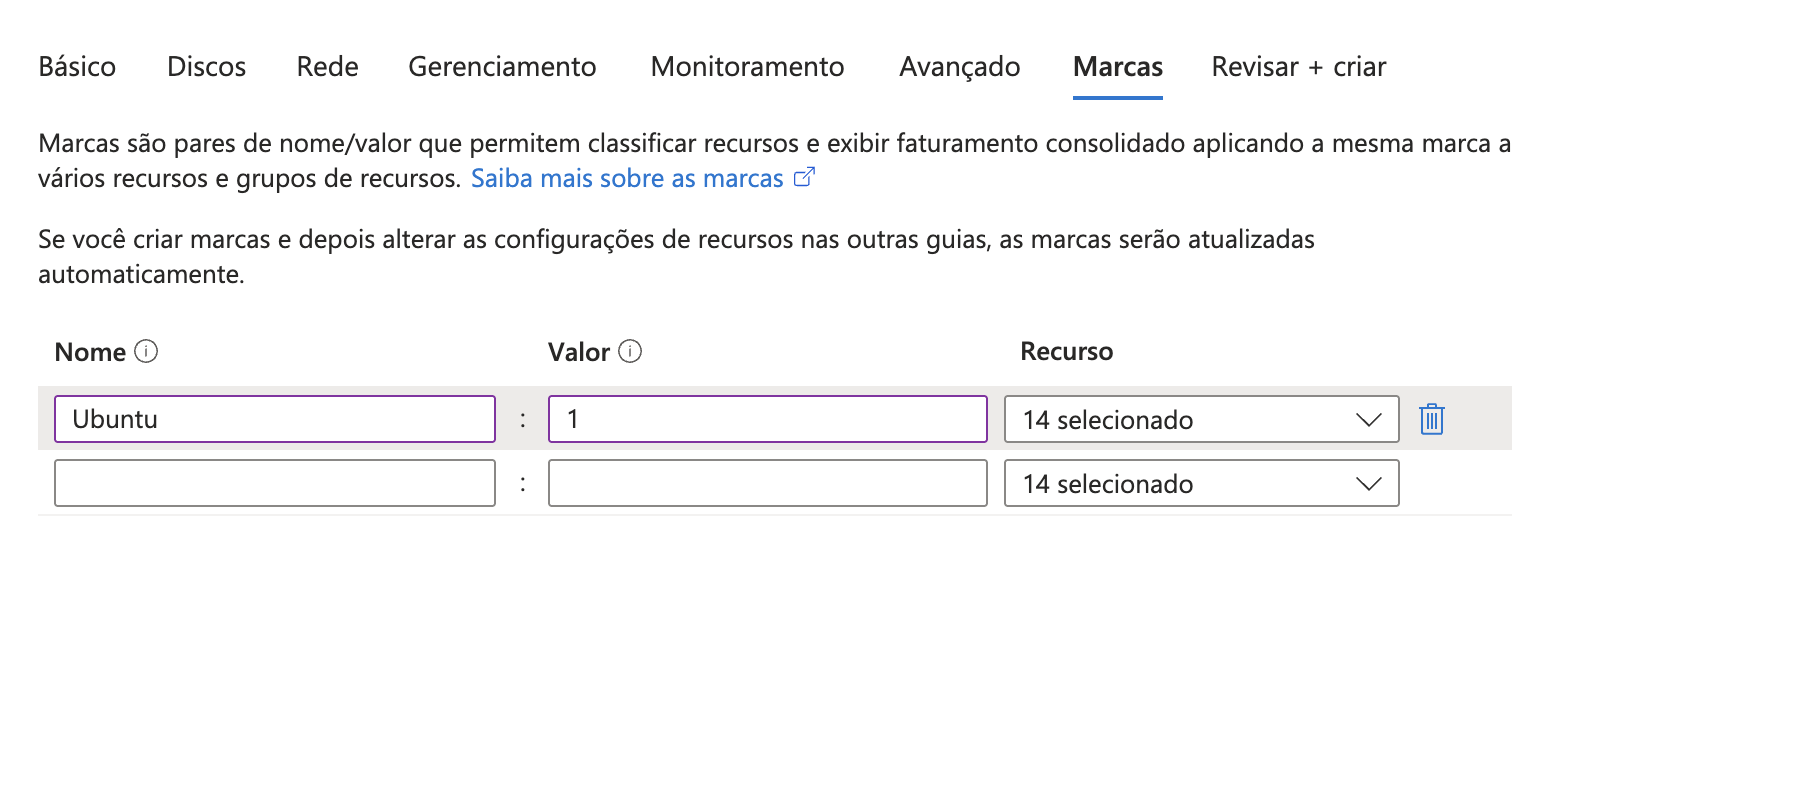 Básico Discos Rede Gerenciamento Monitoramento Avançado Marcas Revisar + criar
Marcas são pares de nome/valor que permitem classificar recursos e exibir faturamento consolidado aplicando a mesma marca a
vários recursos e grupos de recursos. Saiba mais sobre as marcas
Se você criar marcas e depois alterar as configurações de recursos nas outras guias, as marcas serão atualizadas
automaticamente.
Nome Valor Recurso
Ubuntu : 1 14 selecionado
: 14 selecionado